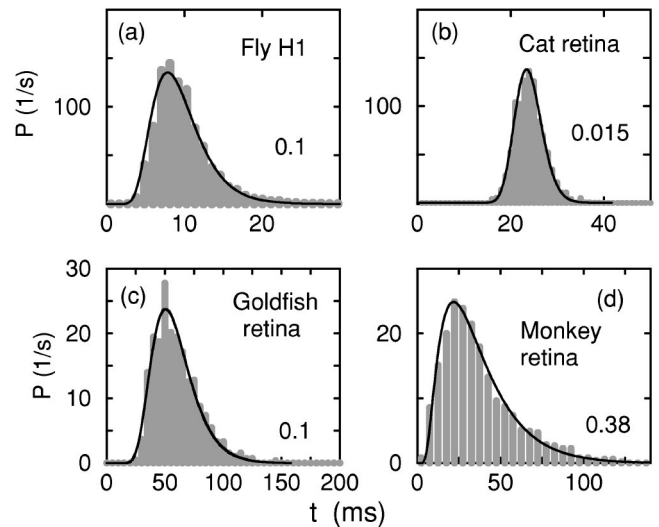 (a) Fly H1
(b) Cat retina
P (1/s)
100
0.1
100
0.015
0 10 20
0 20 40
(c) Goldfish
retina
(d)
Monkey
retina
P (1/s)
30
20
10
0
0.1
20
0
0.38
0 50 100 150 200
0 50 100
t (ms)